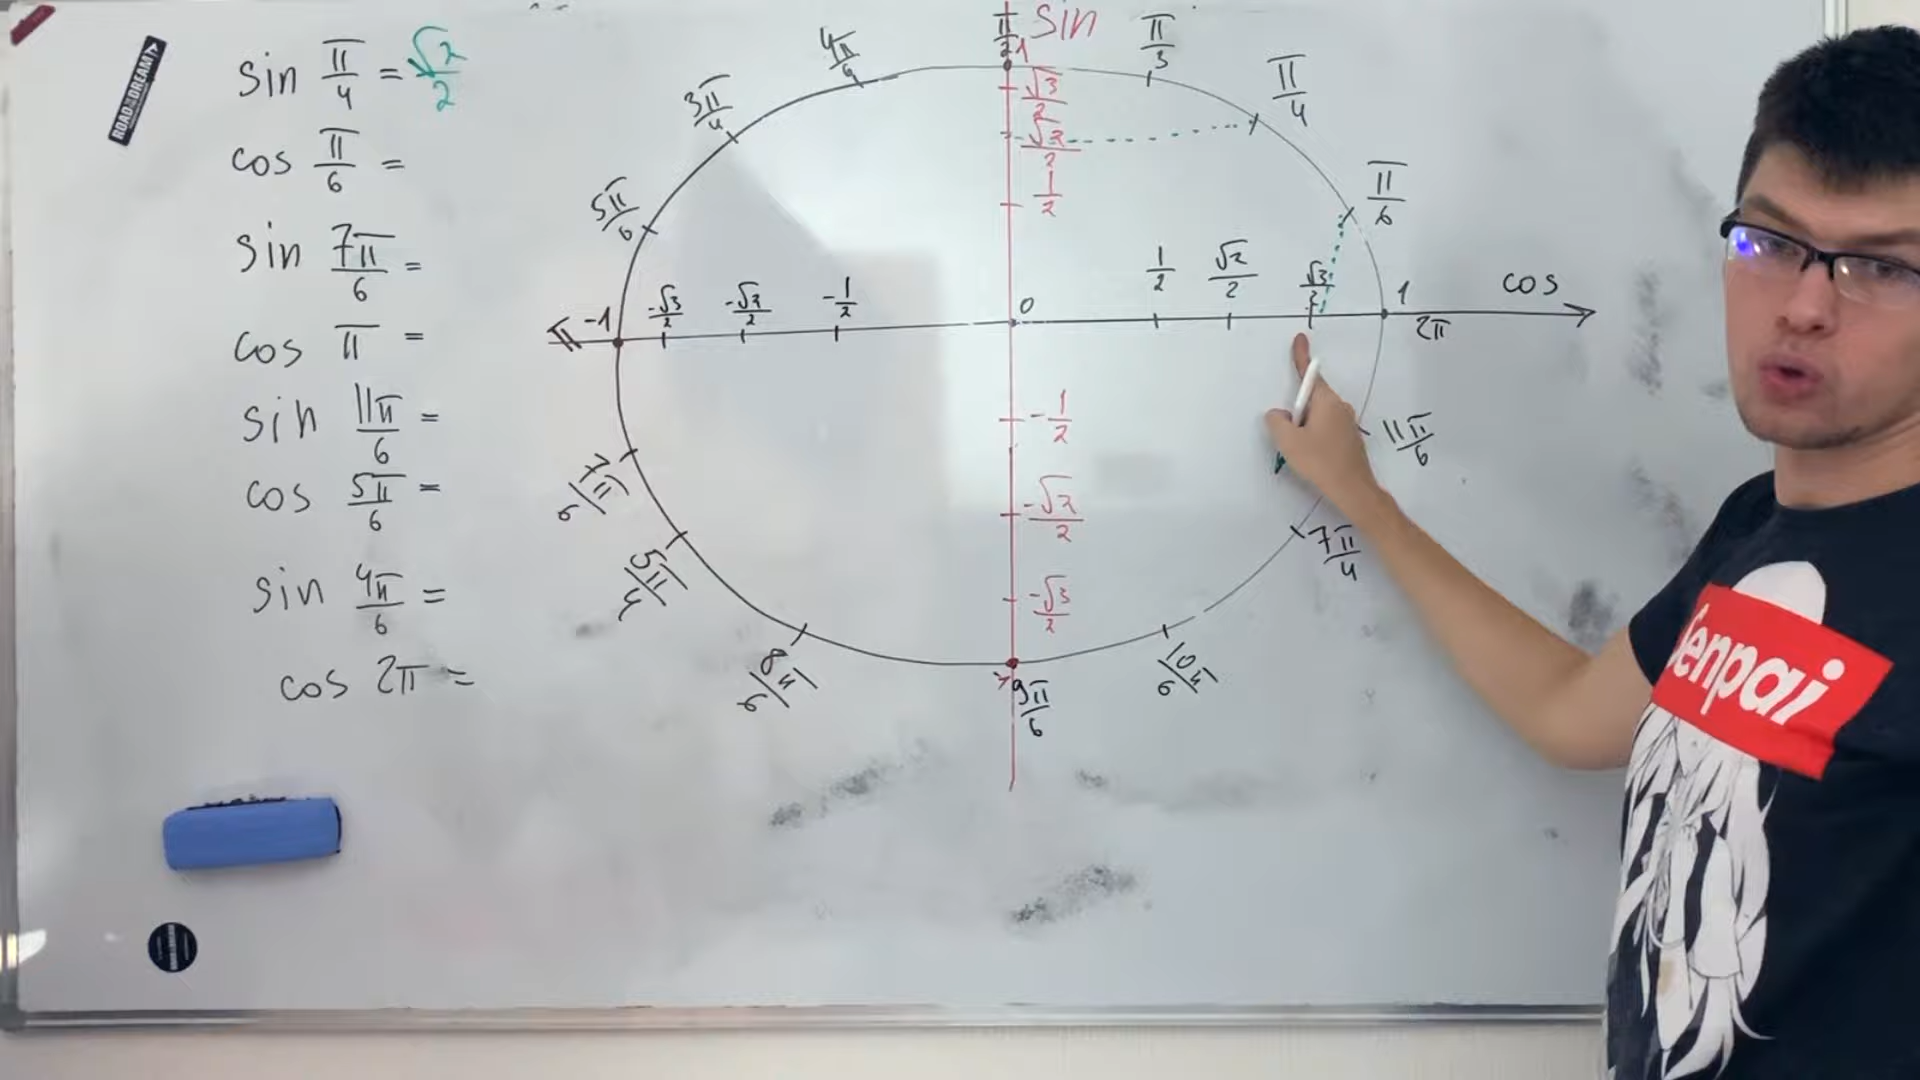 sin π/4 = √2/2
cos π/6 =
sin 7π/6 =
cos π =
sin 11π/6 =
cos 5π/6 =
sin 4π/6 =
cos 2π =
ROAD TO THE DREAM!
sin
cos
π/2
π/3
π/4
π/6
2π
11π/6
7π/4
10π/6
9π/6
8π/6
5π/4
7π/6
π
5π/6
3π/4
4π/6
1
√3/2
√2/2
1/2
-1/2
-√2/2
-√3/2
-1
-√3/2
-√2/2
-1/2
0
1/2
√2/2
√3/2
1
Senpai